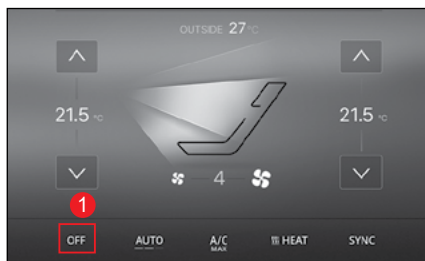 OUTSIDE 27°C
21.5 °C
21.5 °C
4
1
OFF
AUTO
A/C
MAX
HEAT
SYNC